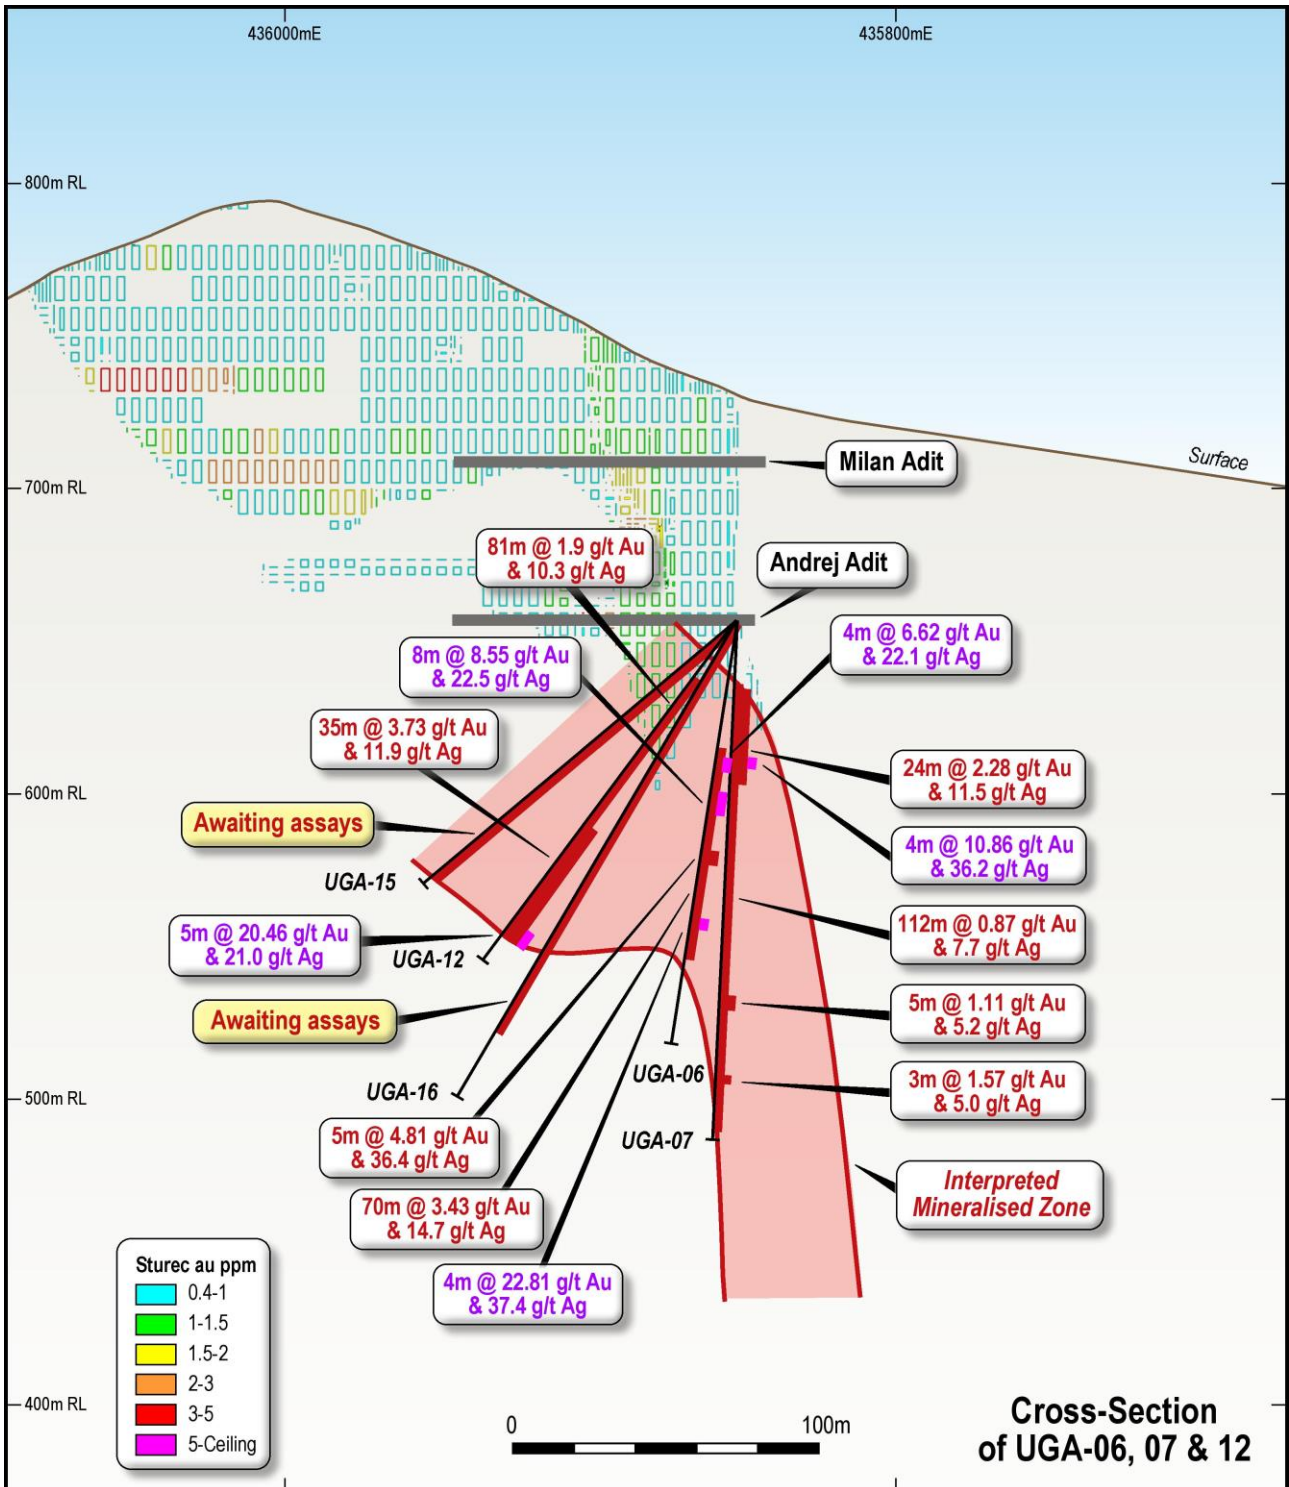 436000mE
435800mE
800m RL
Surface
Milan Adit
700m RL
81m @ 1.9 g/t Au
& 10.3 g/t Ag
Andrej Adit
4m @ 6.62 g/t Au
& 22.1 g/t Ag
8m @ 8.55 g/t Au
& 22.5 g/t Ag
35m @ 3.73 g/t Au
& 11.9 g/t Ag
24m @ 2.28 g/t Au
& 11.5 g/t Ag
600m RL
Awaiting assays
4m @ 10.86 g/t Au
& 36.2 g/t Ag
UGA-15
112m @ 0.87 g/t Au
& 7.7 g/t Ag
5m @ 20.46 g/t Au
& 21.0 g/t Ag
UGA-12
5m @ 1.11 g/t Au
& 5.2 g/t Ag
Awaiting assays
UGA-06
3m @ 1.57 g/t Au
& 5.0 g/t Ag
UGA-16
500m RL
5m @ 4.81 g/t Au
& 36.4 g/t Ag
UGA-07
Interpreted
Mineralised Zone
70m @ 3.43 g/t Au
& 14.7 g/t Ag
4m @ 22.81 g/t Au
& 37.4 g/t Ag
Sturec au ppm
0.4-1
1-1.5
1.5-2
2-3
3-5
5-Ceiling
400m RL
0
100m
Cross-Section
of UGA-06, 07 & 12